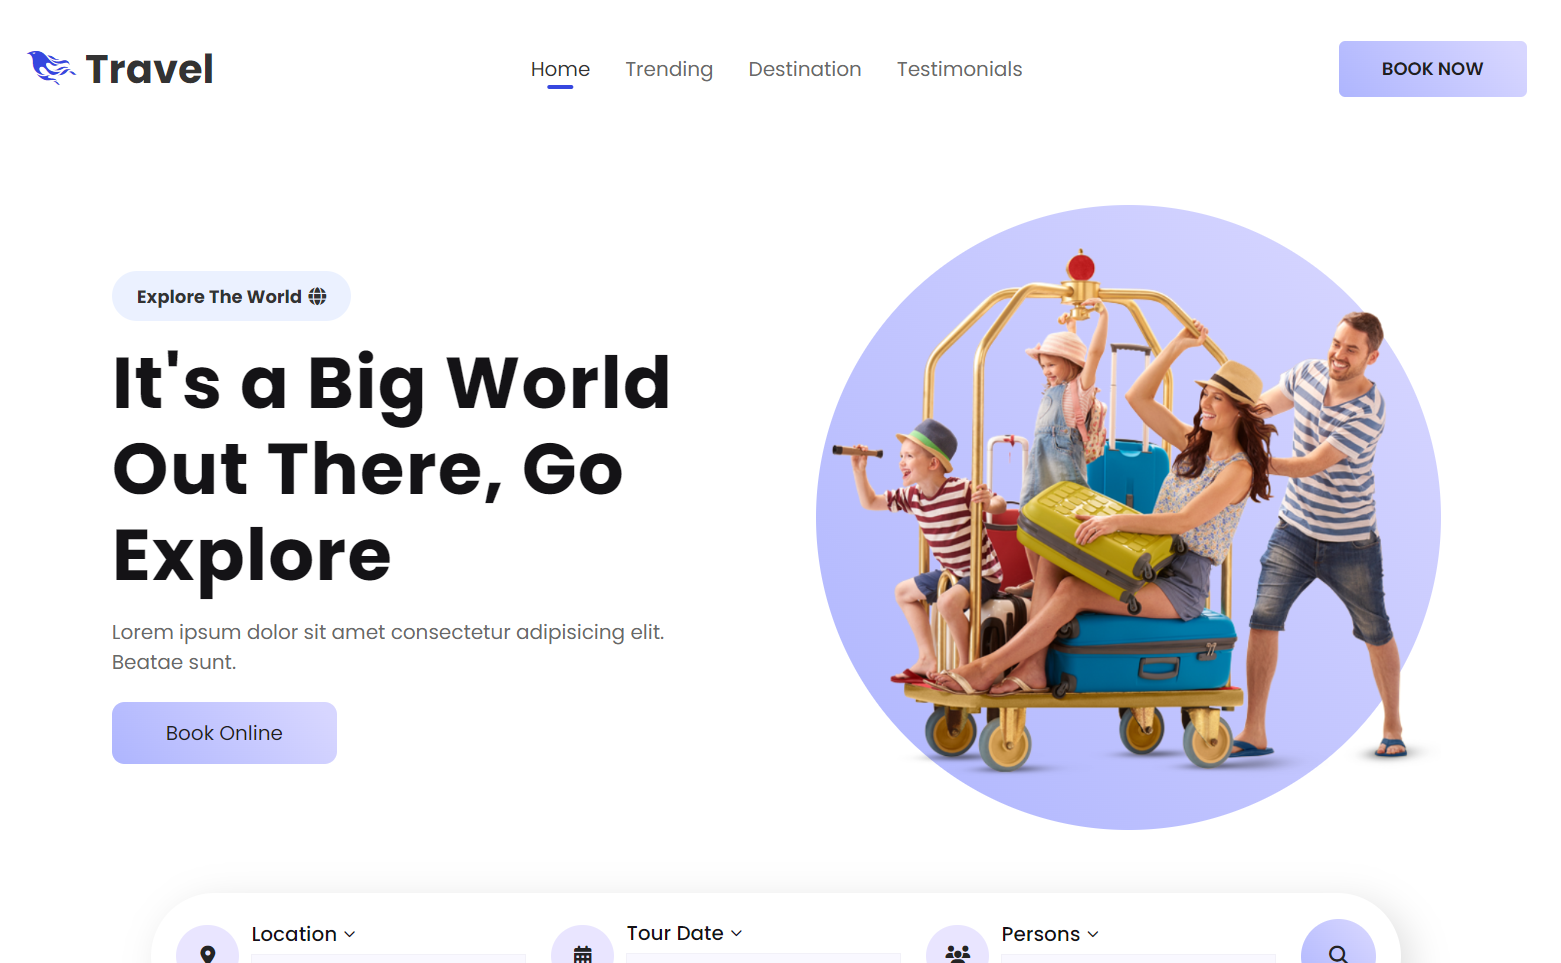 Travel
Home
Trending
Destination
Testimonials
BOOK NOW
Explore The World
It's a Big World
Out There, Go
Explore
Lorem ipsum dolor sit amet consectetur adipisicing elit.
Beatae sunt.
Book Online
Location
Tour Date
Persons